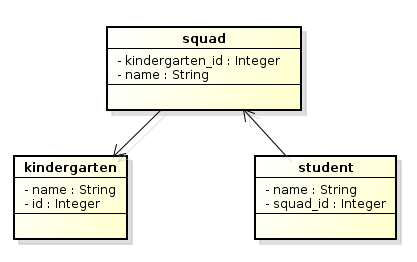 squad
- kindergarten_id : Integer
- name : String
kindergarten
- name : String
- id : Integer
student
- name : String
- squad_id : Integer